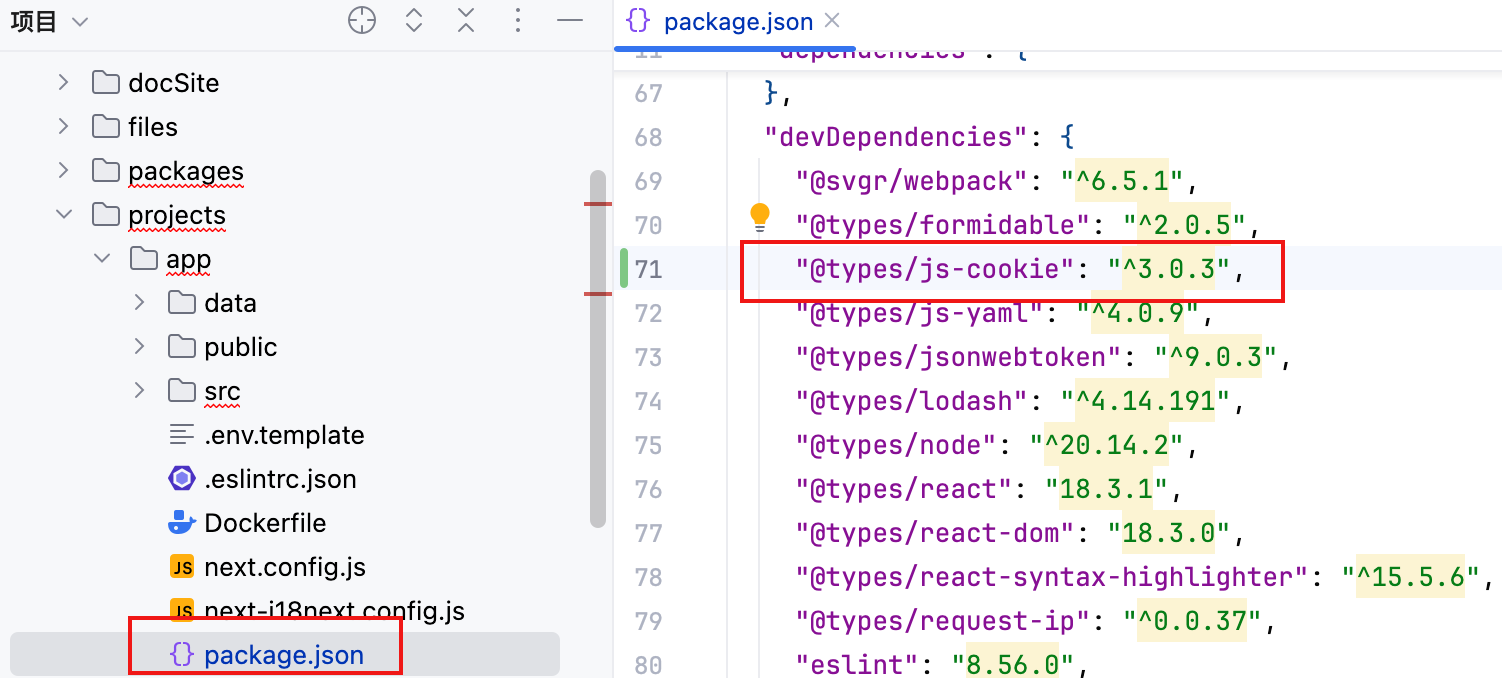 项目
docSite
files
packages
projects
app
data
public
src
.env.template
.eslintrc.json
Dockerfile
JS next.config.js
JS next-i18next.config.js
{} package.json
{} package.json
11 "dependencies": {
67 },
68 "devDependencies": {
69 "@svgr/webpack": "^6.5.1",
70 "@types/formidable": "^2.0.5",
71 "@types/js-cookie": "^3.0.3",
72 "@types/js-yaml": "^4.0.9",
73 "@types/jsonwebtoken": "^9.0.3",
74 "@types/lodash": "^4.14.191",
75 "@types/node": "^20.14.2",
76 "@types/react": "18.3.1",
77 "@types/react-dom": "18.3.0",
78 "@types/react-syntax-highlighter": "^15.5.6",
79 "@types/request-ip": "^0.0.37",
80 "eslint": "8.56.0",